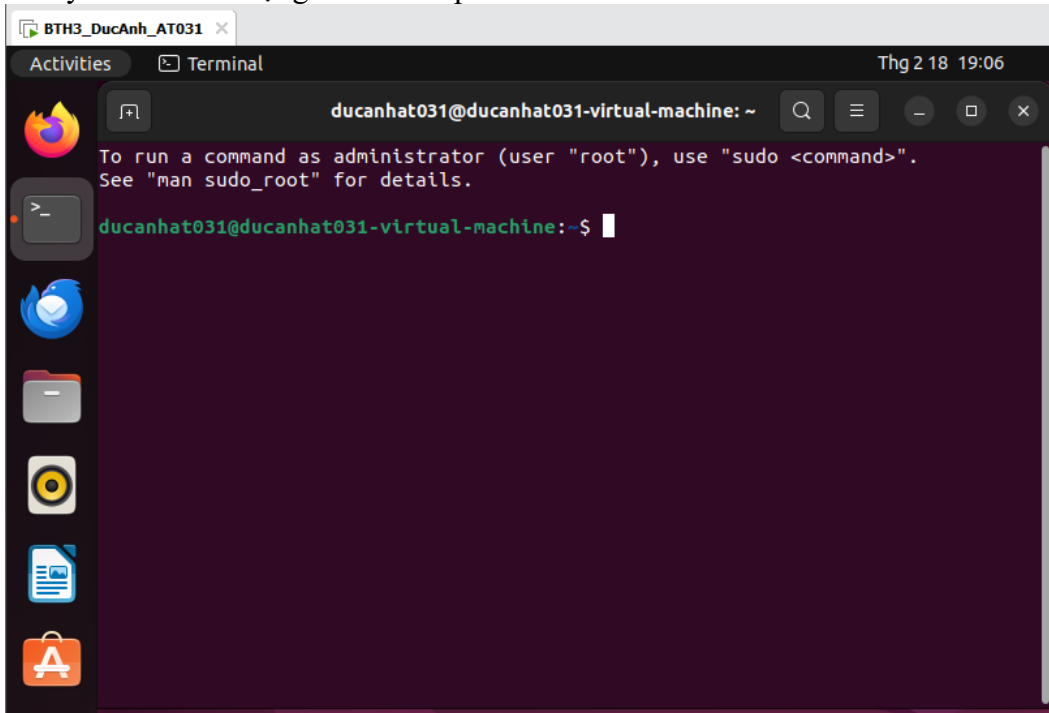 BTH3_DucAnh_AT031
Activities Terminal Thg 2 18 19:06
ducanhat031@ducanhat031-virtual-machine: ~
To run a command as administrator (user "root"), use "sudo <command>".
See "man sudo_root" for details.
ducanhat031@ducanhat031-virtual-machine:~$